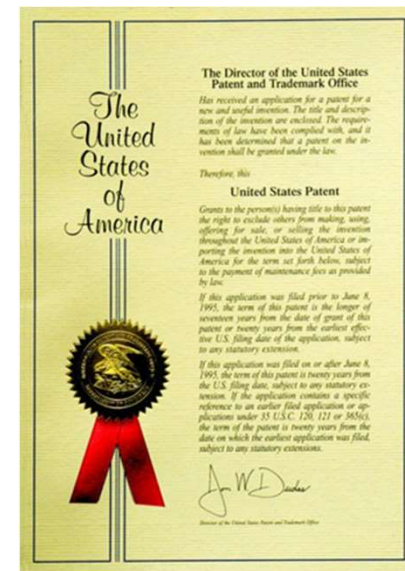 The
United
States
of
America
The Director of the United States
Patent and Trademark Office
Has received an application for a patent for a
new and useful invention. The title and descrip-
tion of the invention are enclosed. The require-
ments of law have been complied with, and it
has been determined that a patent on the in-
vention shall be granted under the law.
Therefore, this
United States Patent
Grants to the person(s) having title to this patent
the right to exclude others from making, using,
offering for sale, or selling the invention
throughout the United States of America or im-
porting the invention into the United States of
America for the term set forth below, subject
to the payment of maintenance fees as provided
by law.
If this application was filed prior to June 8,
1995, the term of this patent is the longer of
seventeen years from the date of grant of this
patent or twenty years from the earliest effec-
tive U.S. filing date of the application, subject
to any statutory extension.
If this application was filed on or after June 8,
1995, the term of this patent is twenty years from
the U.S. filing date, subject to any statutory ex-
tension. If the application contains a specific
reference to an earlier filed application or ap-
plications under 35 U.S.C. 120, 121 or 365(c),
the term of the patent is twenty years from the
date on which the earliest application was filed,
subject to any statutory extensions.
Jon W. Dudas
Director of the United States Patent and Trademark Office